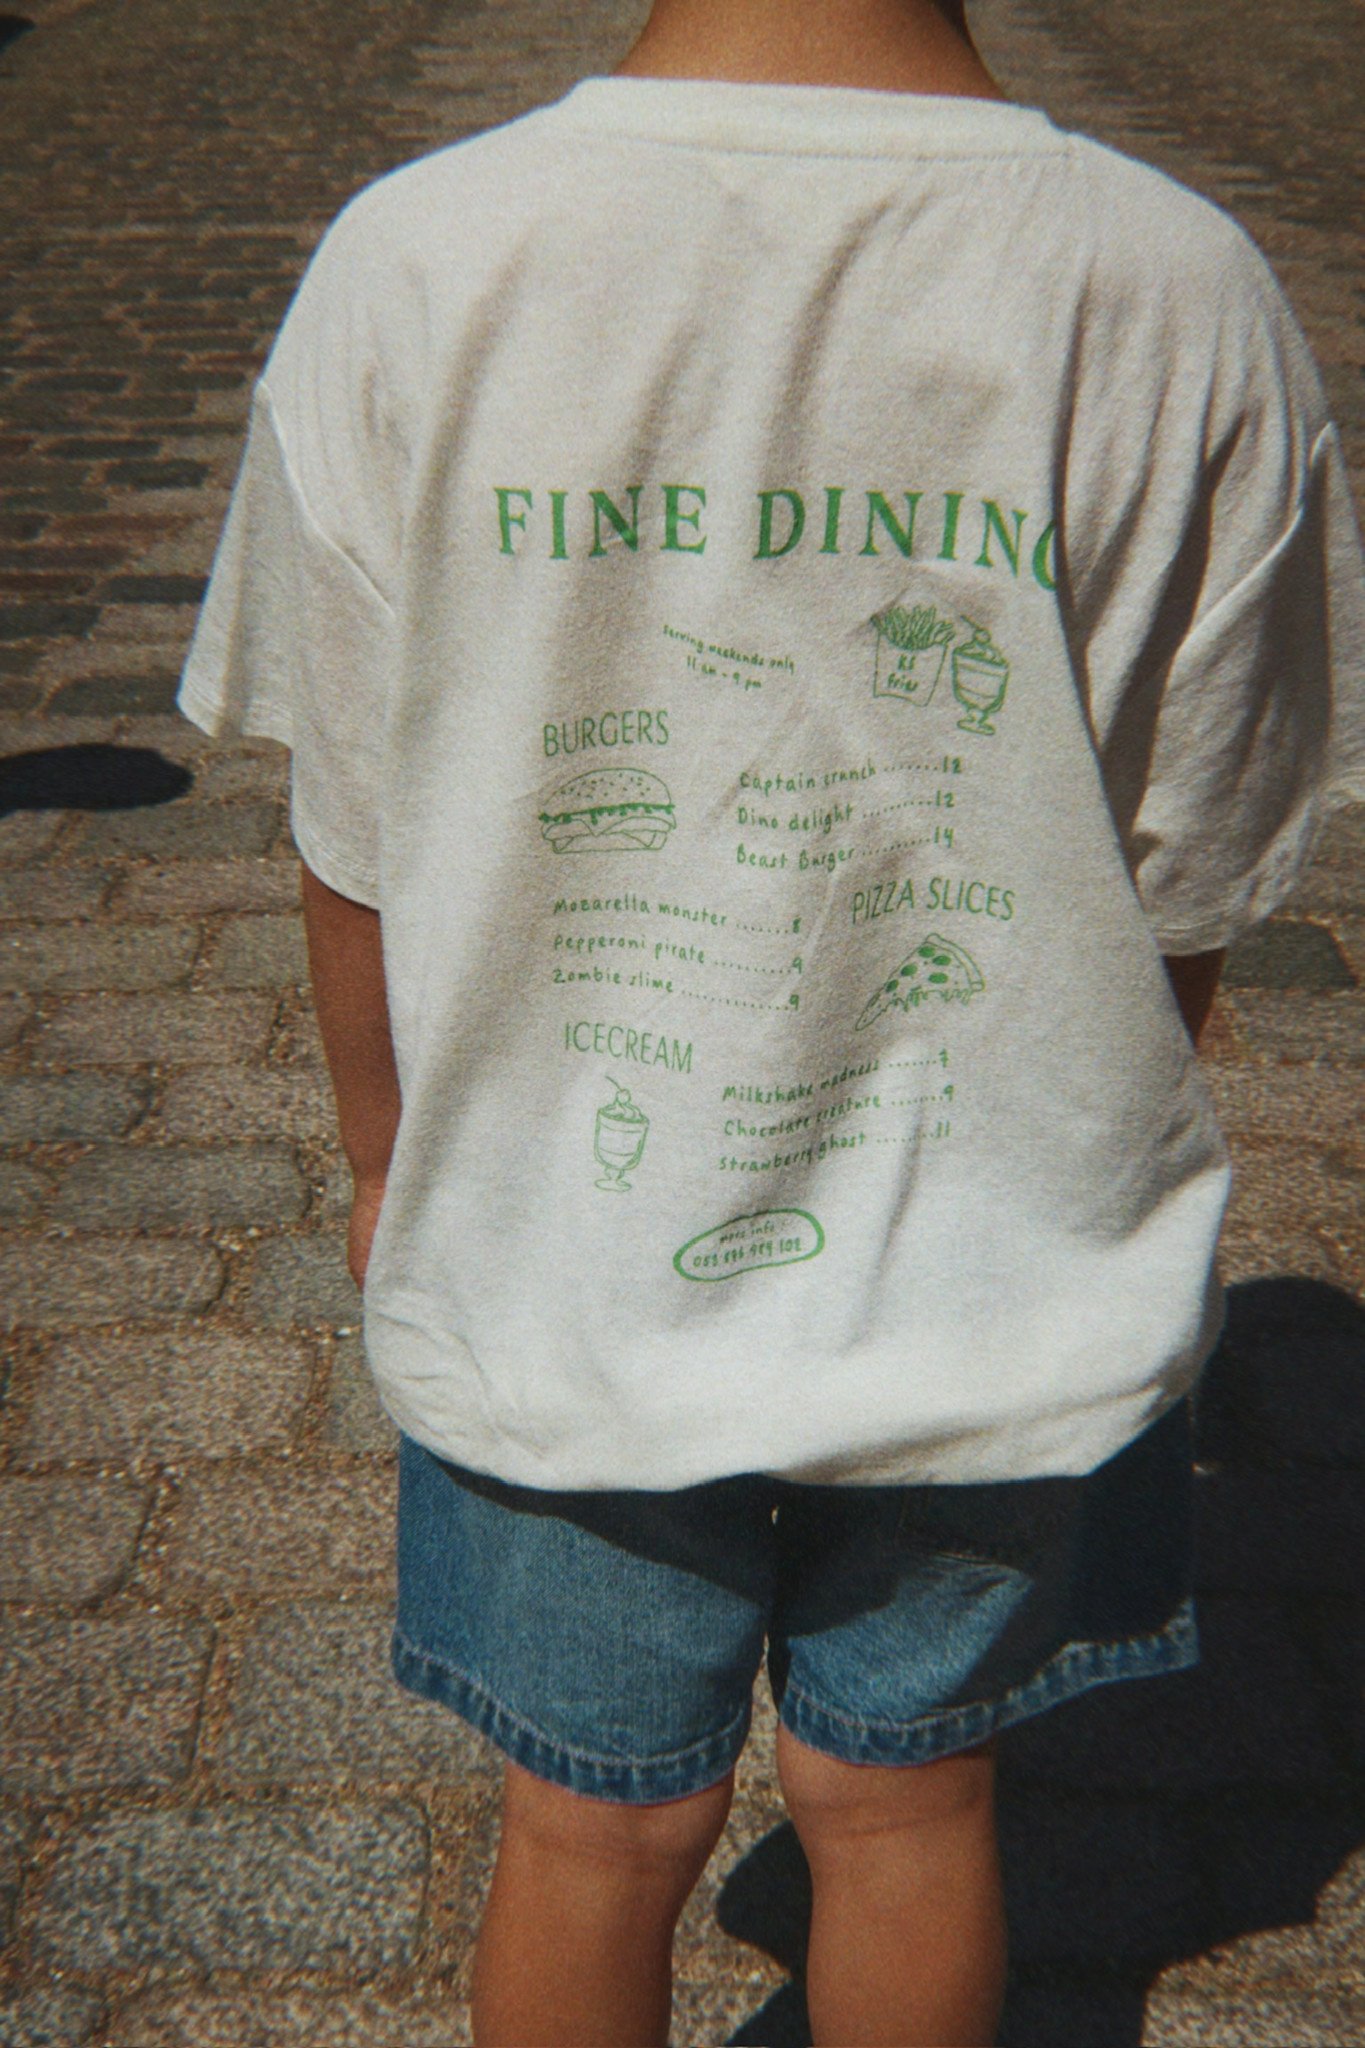 FINE DINING
serving weekends only
11 am - 9 pm
KS
Fries
BURGERS
Captain crunch ........12
Dino delight ..........12
Beast Burger ..........14
PIZZA SLICES
Mozarella monster .......8
Pepperoni pirate ..........9
Zombie slime ..............9
ICECREAM
Milkshake madness .......7
Chocolate creature ........9
Strawberry ghost .........11
more info :